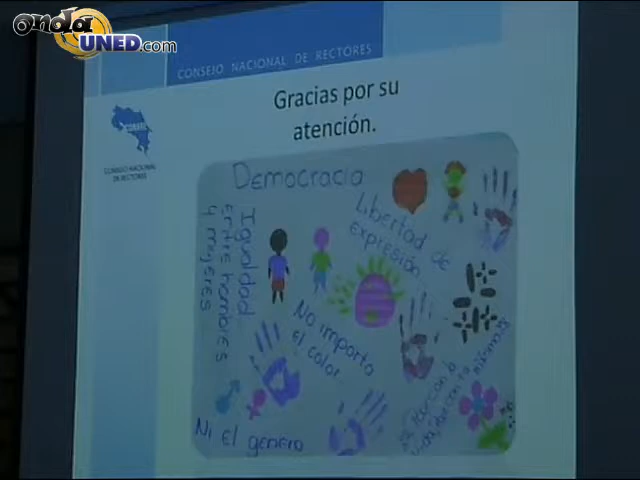 onda
UNED.com
CONSEJO NACIONAL DE RECTORES
Gracias por su
atención.
CONARE
CONSEJO NACIONAL
DE RECTORES
Democracia
Libertad de
expresión
Igualdad
entre hombres
y mujeres
No importa
el color
Ni el genero